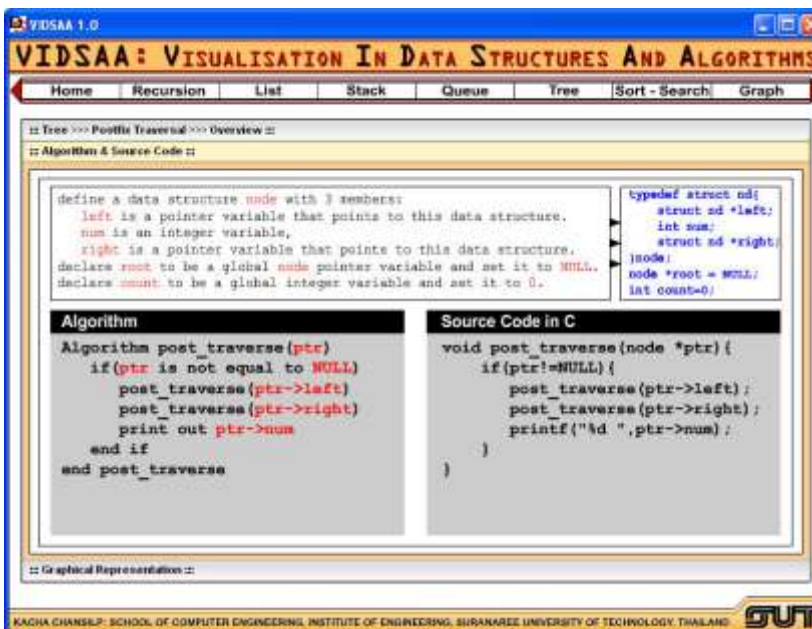 VIDSAA 1.0
VIDSAA: VISUALISATION IN DATA STRUCTURES AND ALGORITHMS
Home Recursion List Stack Queue Tree Sort - Search Graph
::: Tree >>> Postfix Traversal >>> Overview :::
::: Algorithm & Source Code :::
define a data structure node with 3 members:
left is a pointer variable that points to this data structure.
num is an integer variable,
right is a pointer variable that points to this data structure.
declare root to be a global node pointer variable and set it to NULL.
declare count to be a global integer variable and set it to 0.
typedef struct nd{
struct nd *left;
int num;
struct nd *right;
}node;
node *root = NULL;
int count=0;
Algorithm
Algorithm post_traverse(ptr)
if(ptr is not equal to NULL)
post_traverse(ptr->left)
post_traverse(ptr->right)
print out ptr->num
end if
end post_traverse
Source Code in C
void post_traverse(node *ptr){
if(ptr!=NULL){
post_traverse(ptr->left);
post_traverse(ptr->right);
printf("%d ",ptr->num);
}
}
::: Graphical Representation :::
KACHA CHANSILP: SCHOOL OF COMPUTER ENGINEERING, INSTITUTE OF ENGINEERING, SURANAREE UNIVERSITY OF TECHNOLOGY, THAILAND
SUT